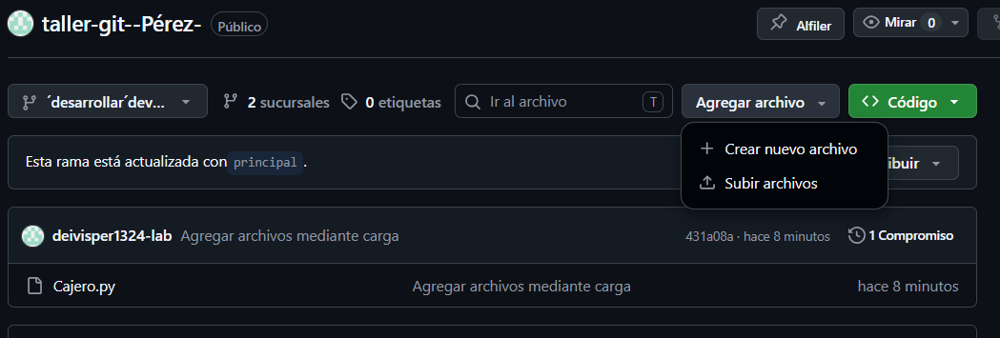 taller-git--Pérez- Público Alfiler Mirar 0
´desarrollar´dev... 2 sucursales 0 etiquetas Ir al archivo T Agregar archivo Código
Crear nuevo archivo
Esta rama está actualizada con principal. ibuir
Subir archivos
deivisper1324-lab Agregar archivos mediante carga 431a08a · hace 8 minutos 1 Compromiso
Cajero.py Agregar archivos mediante carga hace 8 minutos